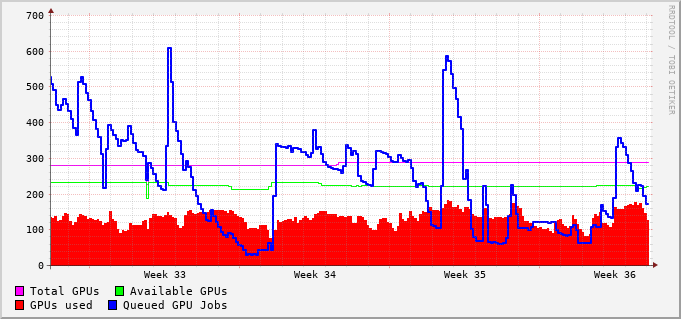 700
600
500
400
300
200
100
0
Week 33 Week 34 Week 35 Week 36
Total GPUs Available GPUs
GPUs used Queued GPU Jobs
RRDTOOL / TOBI OETIKER